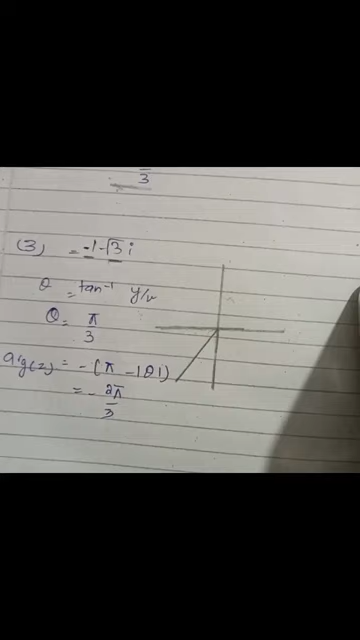 3
(3) = -1-√3 i
θ = tan⁻¹ y/x
θ = π/3
arg(z) = -(π - |θ|)
= - 2π/3